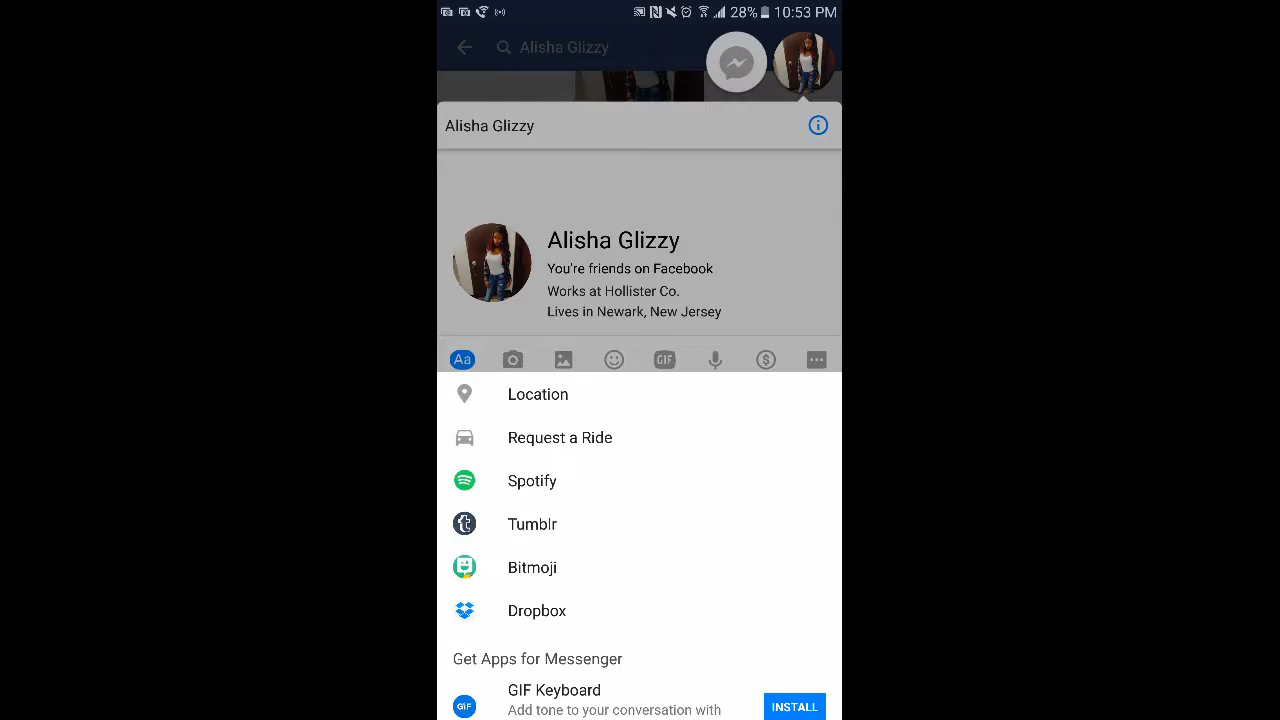 28% 10:53 PM
Alisha Glizzy
Alisha Glizzy
Alisha Glizzy
You're friends on Facebook
Works at Hollister Co.
Lives in Newark, New Jersey
Aa GIF $
Location
Request a Ride
Spotify
Tumblr
Bitmoji
Dropbox
Get Apps for Messenger
GIF Keyboard
GIF Add tone to your conversation with INSTALL